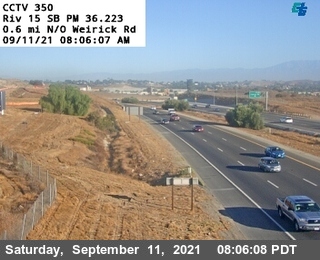 CCTV 350
Riv 15 SB PM 36.223
0.6 mi N/O Weirick Rd
09/11/21 08:06:07 AM
Saturday, September 11, 2021 08:06:08 PDT